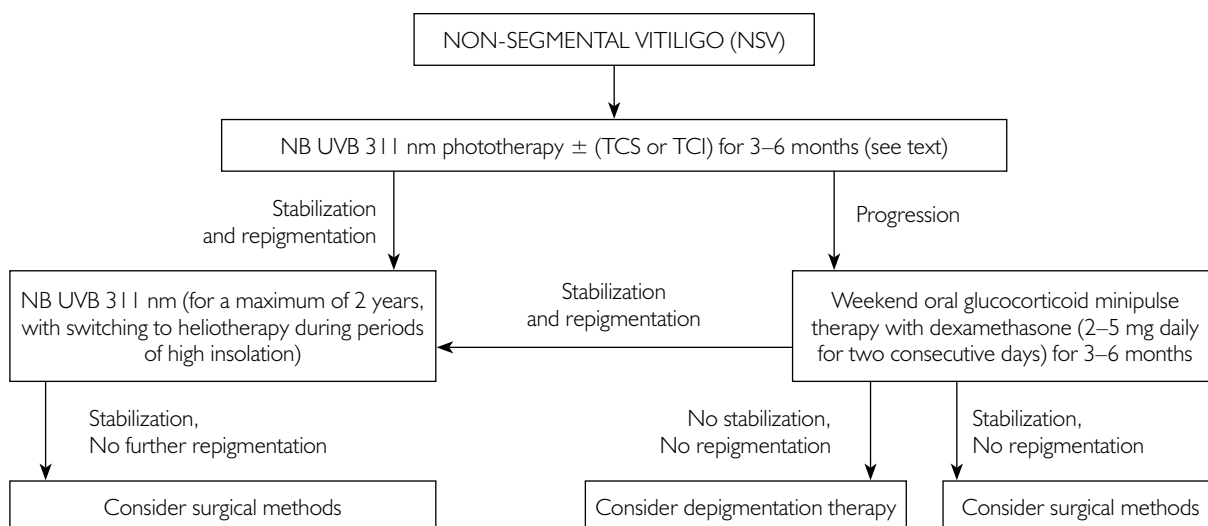 NON-SEGMENTAL VITILIGO (NSV)
NB UVB 311 nm phototherapy ± (TCS or TCI) for 3–6 months (see text)
Stabilization
and repigmentation
Progression
NB UVB 311 nm (for a maximum of 2 years,
with switching to heliotherapy during periods
of high insolation)
Stabilization
and repigmentation
Weekend oral glucocorticoid minipulse
therapy with dexamethasone (2–5 mg daily
for two consecutive days) for 3–6 months
Stabilization,
No further repigmentation
No stabilization,
No repigmentation
Stabilization,
No repigmentation
Consider surgical methods
Consider depigmentation therapy
Consider surgical methods